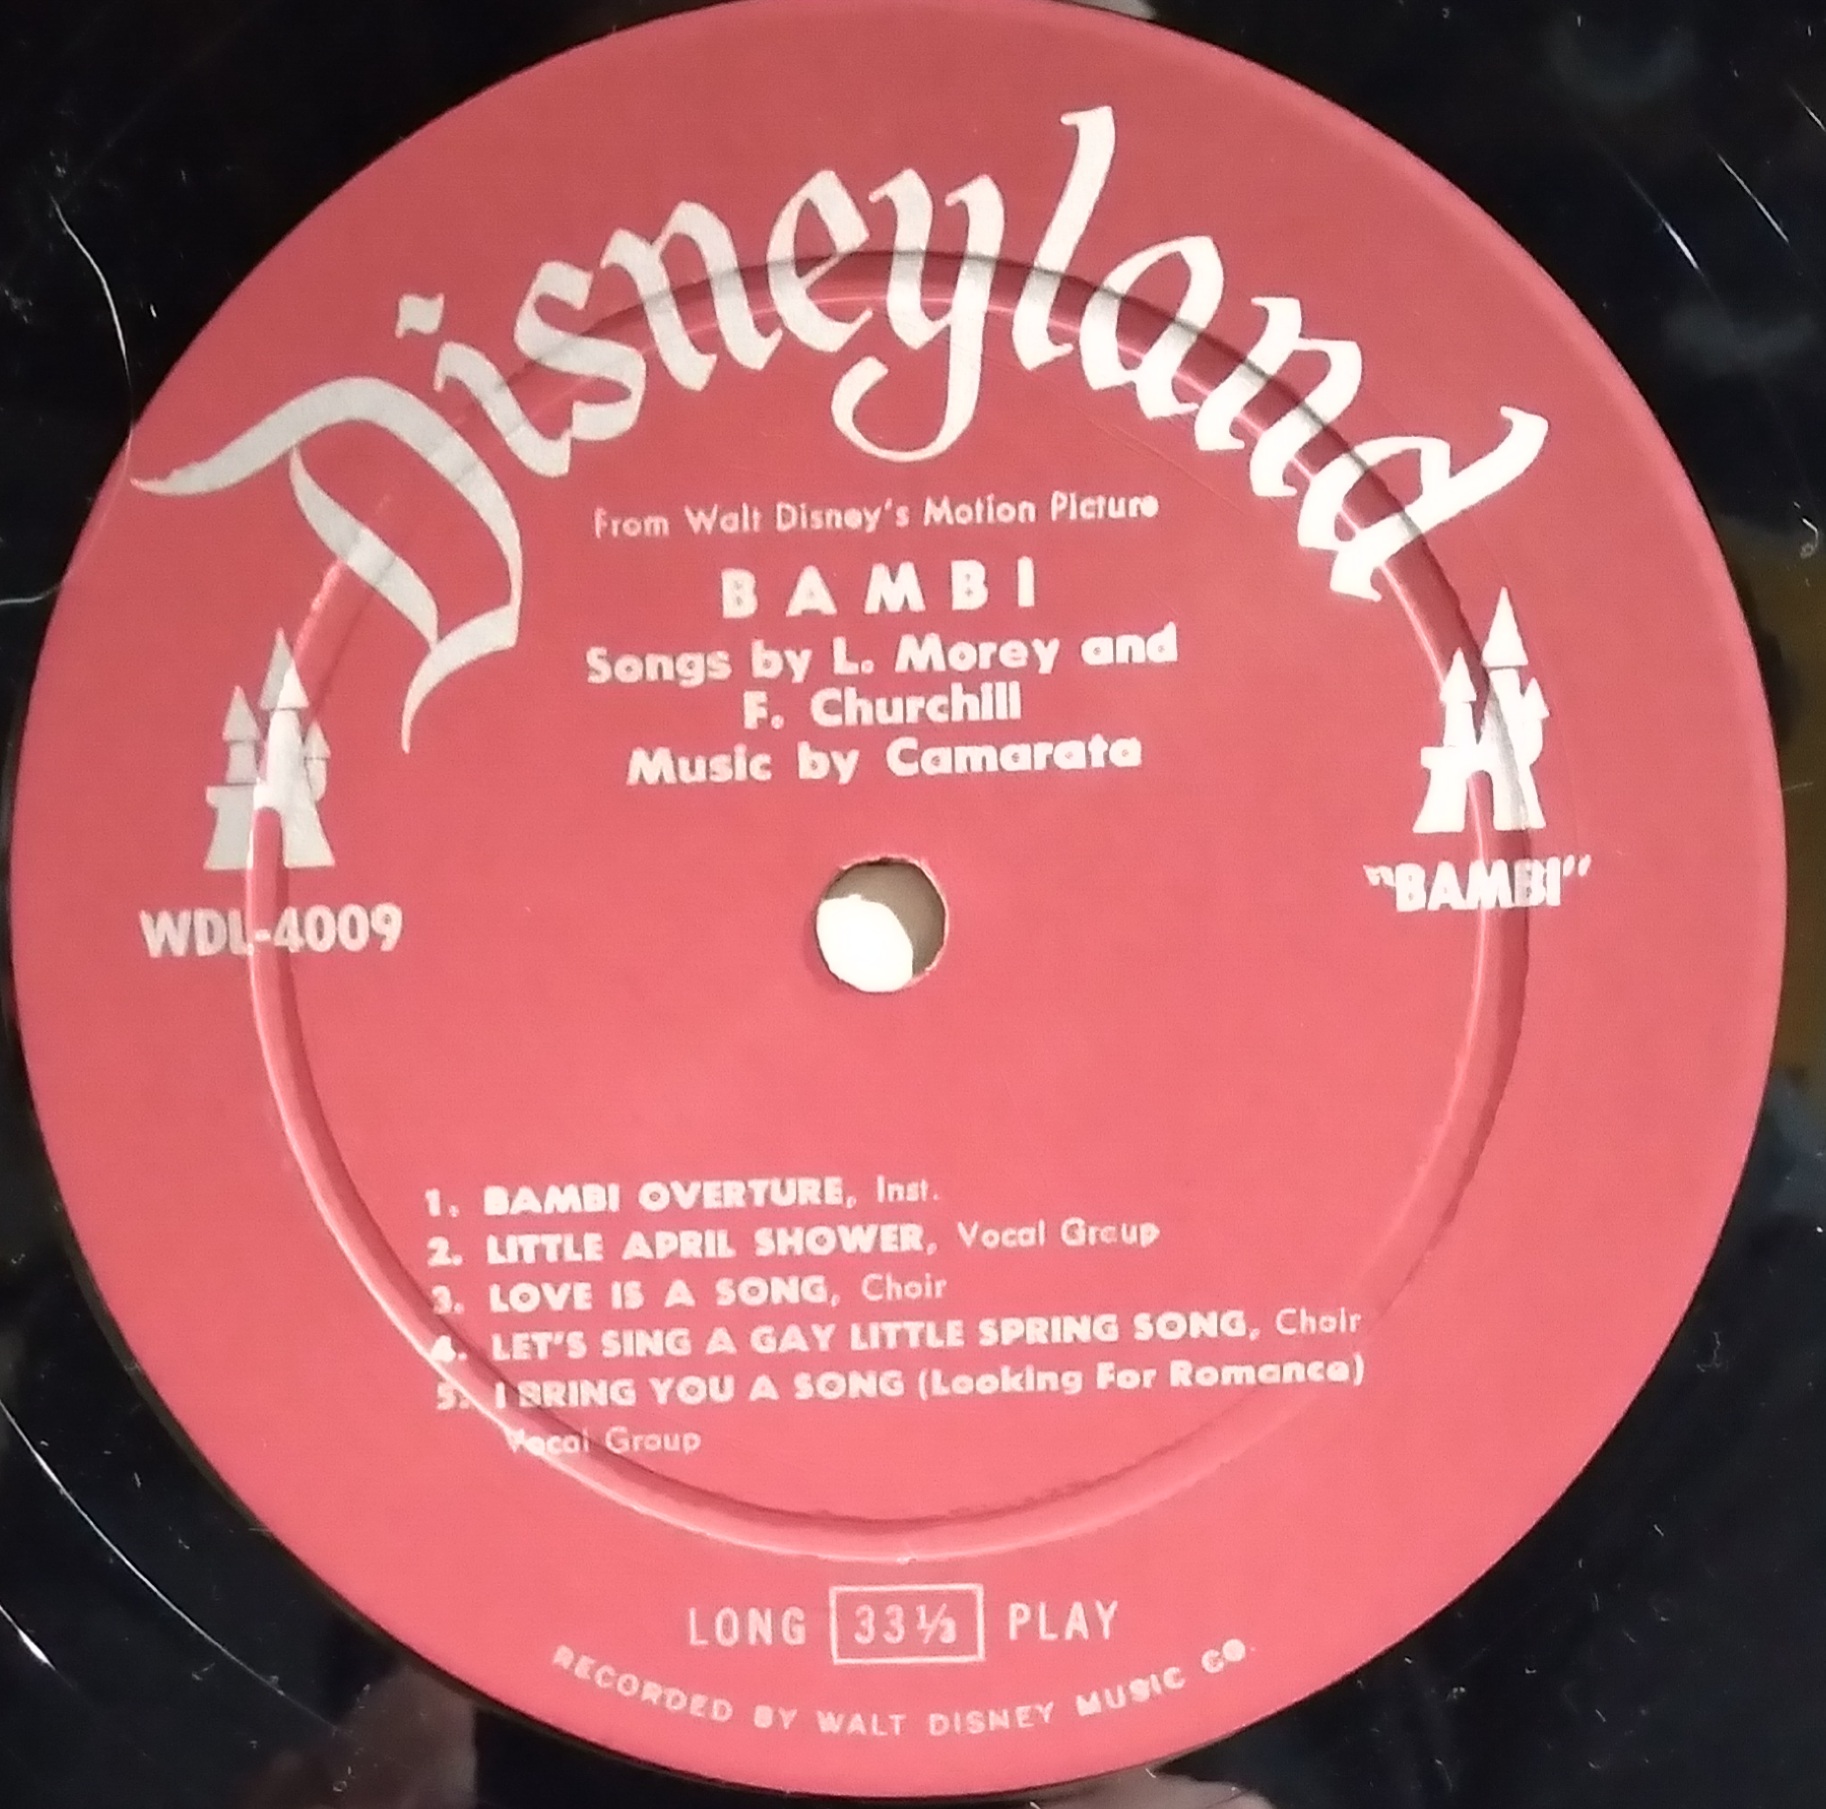 Disneyland
From Walt Disney's Motion Picture
BAMBI
Songs by L. Morey and
F. Churchill
Music by Camarata
WDL-4009
"BAMBI"
1. BAMBI OVERTURE, Inst.
2. LITTLE APRIL SHOWER, Vocal Group
3. LOVE IS A SONG, Choir
4. LET'S SING A GAY LITTLE SPRING SONG, Choir
5. I BRING YOU A SONG (Looking For Romance)
Vocal Group
LONG 33⅓ PLAY
RECORDED BY WALT DISNEY MUSIC CO.